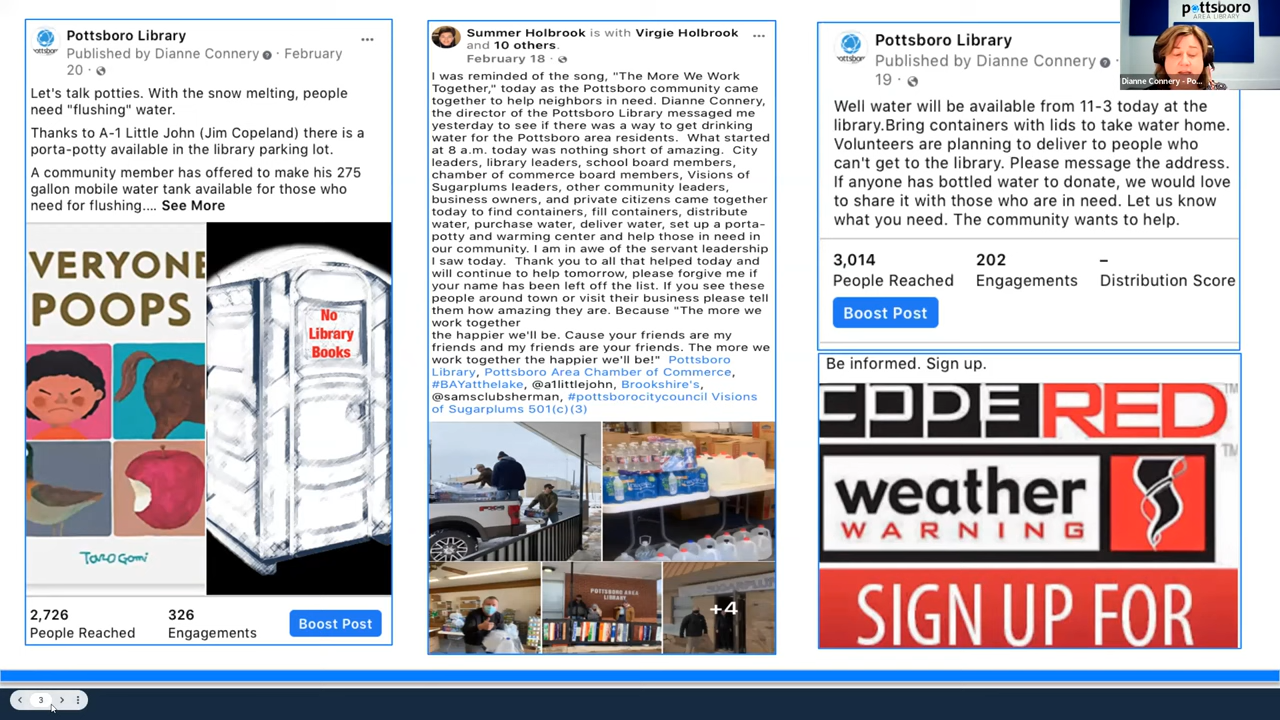 Pottsboro Library
Published by Dianne Connery · February
20 ·
Let's talk potties. With the snow melting, people
need "flushing" water.
Thanks to A-1 Little John (Jim Copeland) there is a
porta-potty available in the library parking lot.
A community member has offered to make his 275
gallon mobile water tank available for those who
need for flushing.... See More
VERYONE
POOPS
Taro Gomi
No
Library
Books
2,726
People Reached
326
Engagements
Boost Post
Summer Holbrook is with Virgie Holbrook
and 10 others.
February 18 ·
I was reminded of the song, "The More We Work
Together," today as the Pottsboro community came
together to help neighbors in need. Dianne Connery,
the director of the Pottsboro Library messaged me
yesterday to see if there was a way to get drinking
water for the Pottsboro area residents. What started
at 8 a.m. today was nothing short of amazing. City
leaders, library leaders, school board members,
chamber of commerce board members, Visions of
Sugarplums leaders, other community leaders,
business owners, and private citizens came together
today to find containers, fill containers, distribute
water, purchase water, deliver water, set up a porta-
potty and warming center and help those in need in
our community. I am in awe of the servant leadership
I saw today. Thank you to all that helped today and
will continue to help tomorrow, please forgive me if
your name has been left off the list. If you see these
people around town or visit their business please tell
them how amazing they are. Because "The more we
work together
the happier we'll be. Cause your friends are my
friends and my friends are your friends. The more we
work together the happier we'll be!" Pottsboro
Library, Pottsboro Area Chamber of Commerce,
#BAYatthelake, @a1littlejohn, Brookshire's,
@samsclubsherman, #pottsborocitycouncil Visions
of Sugarplums 501(c)(3)
POTTSBORO AREA
LIBRARY
+4
Pottsboro Library
Published by Dianne Connery ·
19 ·
Well water will be available from 11-3 today at the
library.Bring containers with lids to take water home.
Volunteers are planning to deliver to people who
can't get to the library. Please message the address.
If anyone has bottled water to donate, we would love
to share it with those who are in need. Let us know
what you need. The community wants to help.
3,014
People Reached
202
Engagements
–
Distribution Score
Boost Post
Be informed. Sign up.
CODE RED
TM
weather
WARNING
TM
SIGN UP FOR
pottsboro
AREA LIBRARY
Dianne Connery - Po...
3